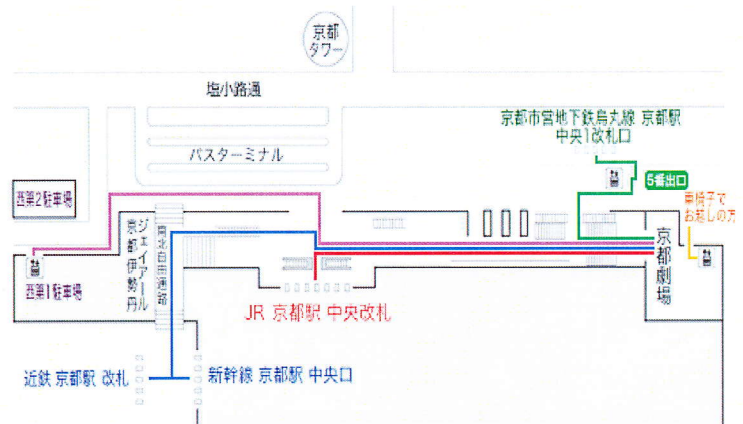 京都
タワー
塩小路通
バスターミナル
京都市営地下鉄烏丸線 京都駅
中央1改札口
5番出口
車椅子で
お越しの方
西第2駐車場
西第1駐車場
ジェイアール
京都伊勢丹
南北自由通路
京都劇場
JR 京都駅 中央改札
近鉄 京都駅 改札
新幹線 京都駅 中央口